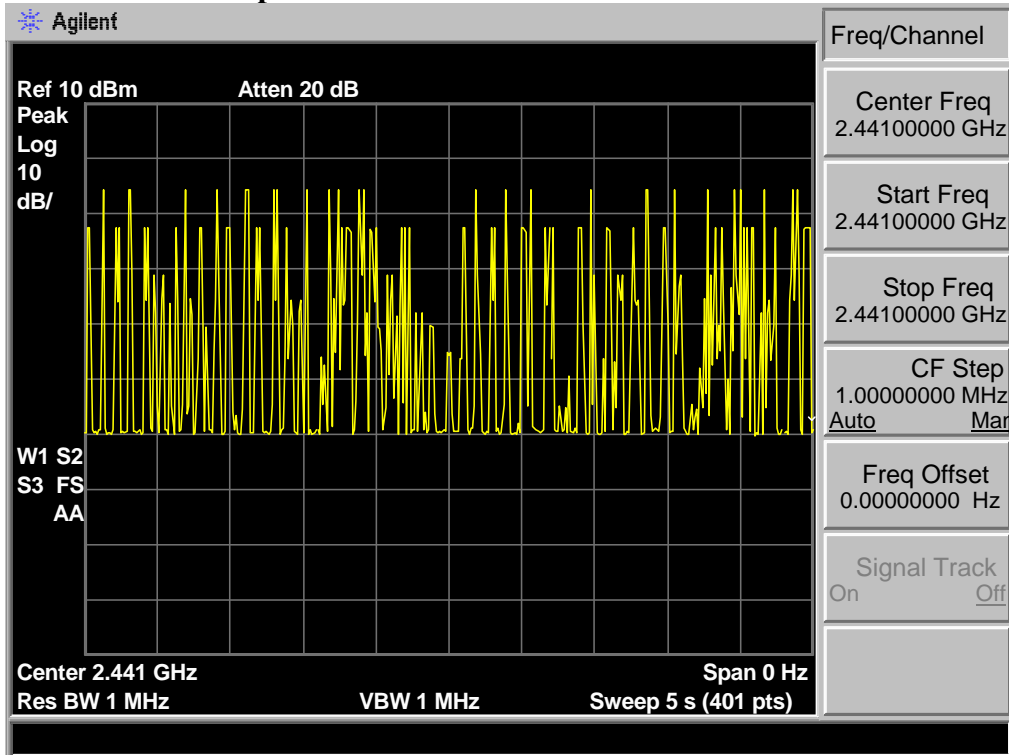 Agilent
Freq/Channel
Ref 10 dBm Atten 20 dB
Peak
Log
10
dB/
W1 S2
S3 FS
AA
Center 2.441 GHz Span 0 Hz
Res BW 1 MHz VBW 1 MHz Sweep 5 s (401 pts)
Center Freq
2.44100000 GHz
Start Freq
2.44100000 GHz
Stop Freq
2.44100000 GHz
CF Step
1.00000000 MHz
Auto Man
Freq Offset
0.00000000 Hz
Signal Track
On Off